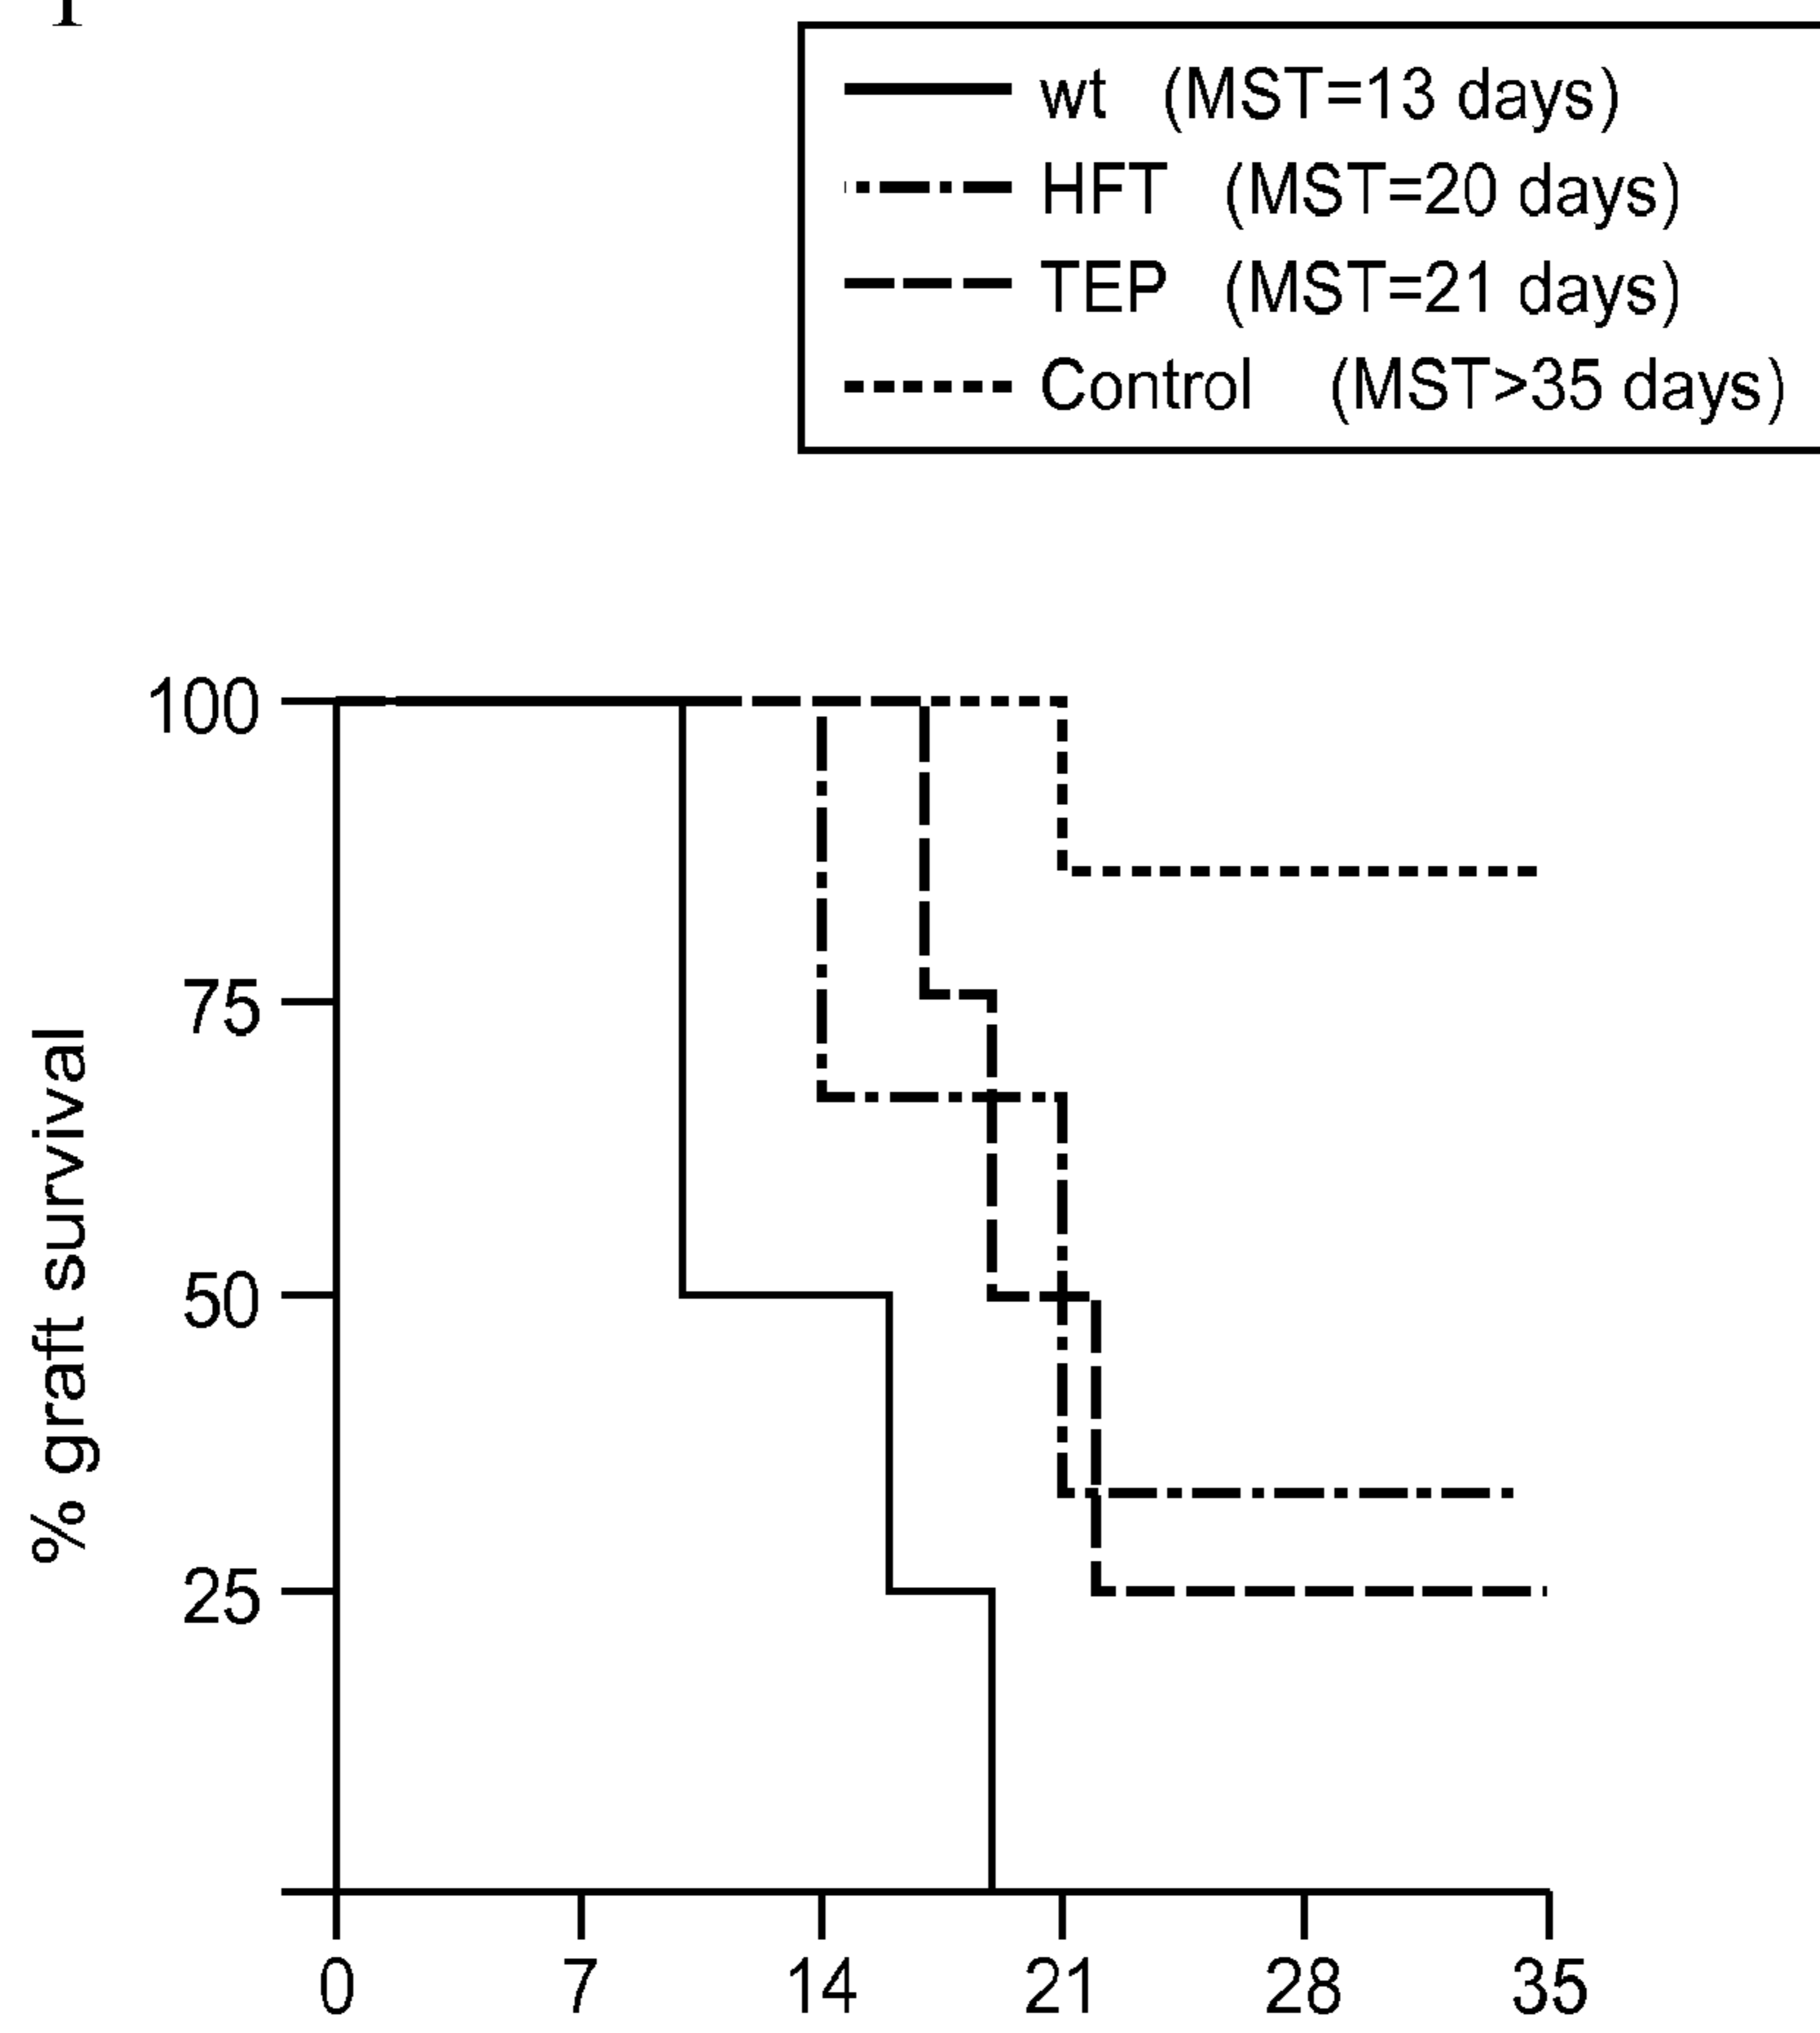 wt (MST=13 days)
HFT (MST=20 days)
TEP (MST=21 days)
Control (MST>35 days)
100
75
50
25
% graft survival
0 7 14 21 28 35